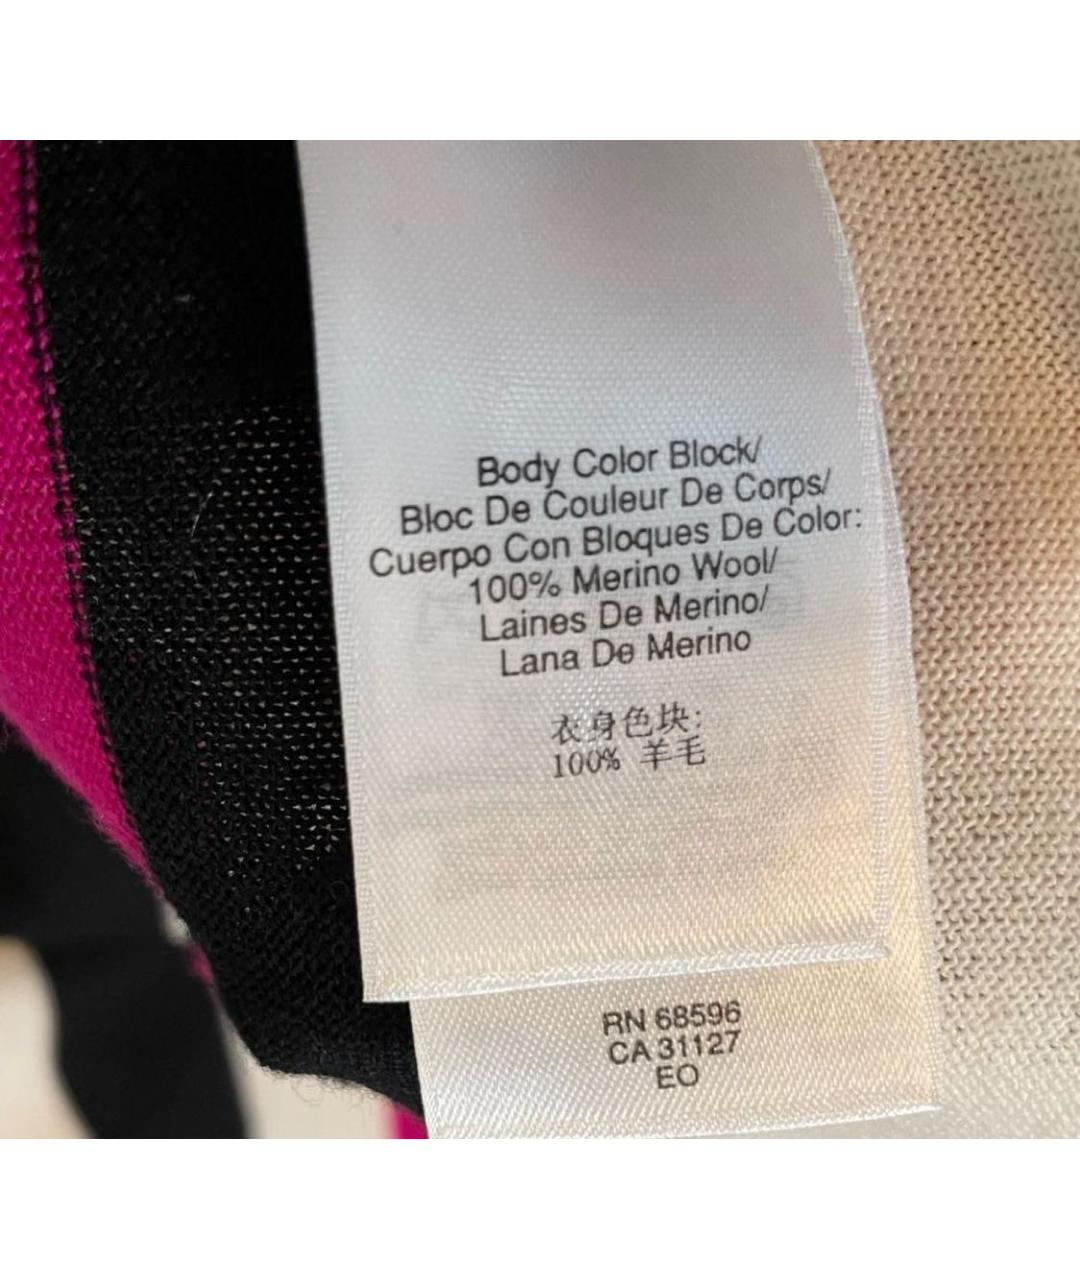 Body Color Block/
Bloc De Couleur De Corps/
Cuerpo Con Bloques De Color:
100% Merino Wool/
Laines De Merino/
Lana De Merino
衣身色块:
100% 羊毛
RN 68596
CA 31127
EO